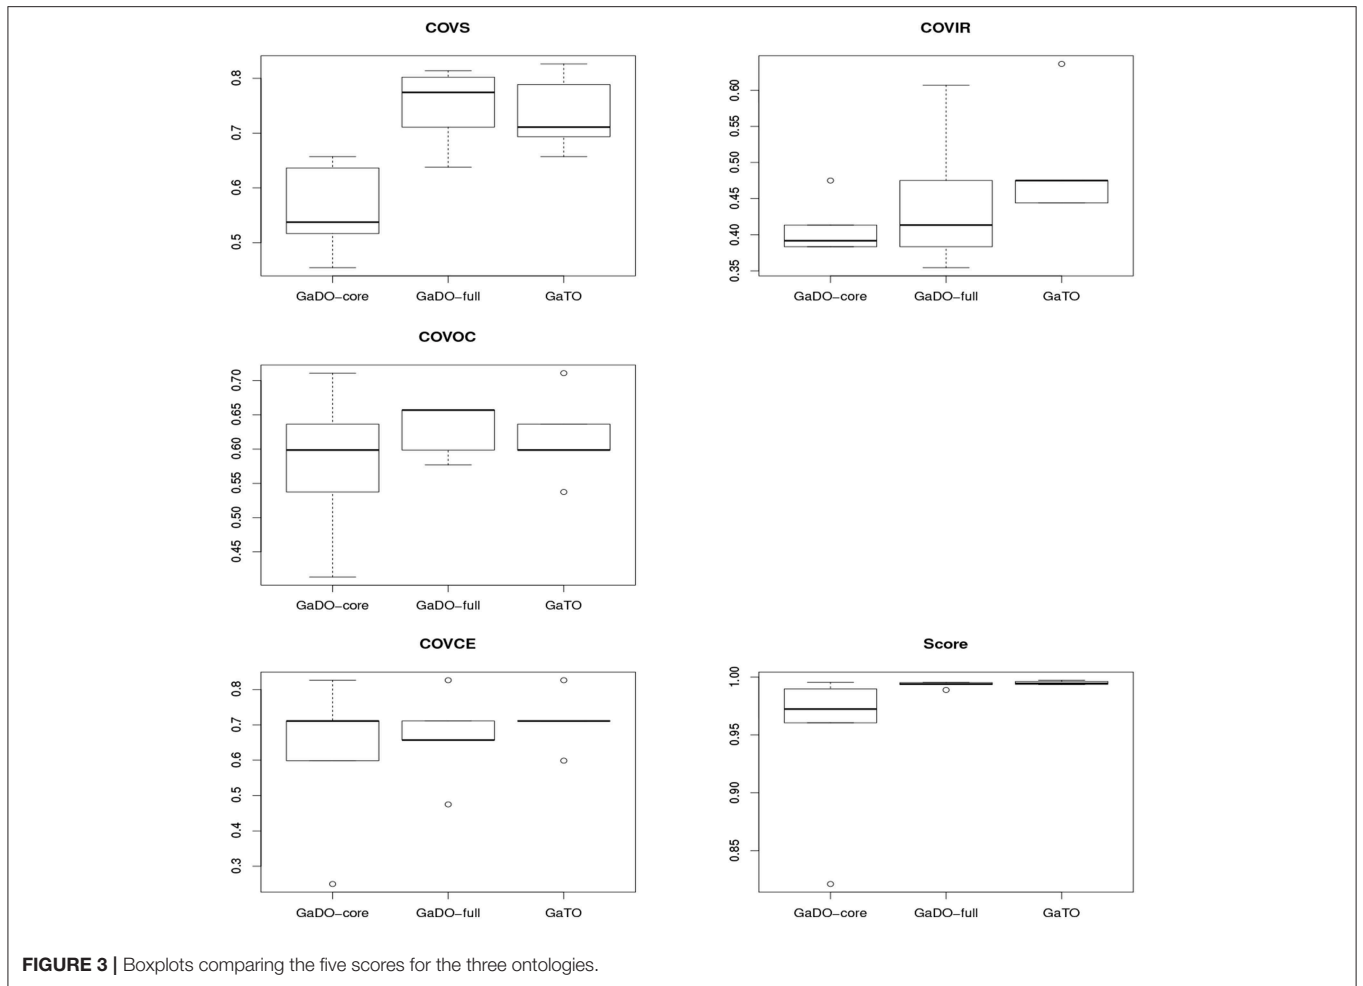 COVS
0.8
0.7
0.6
0.5
GaDO-core GaDO-full GaTO
COVIR
0.60
0.55
0.50
0.45
0.40
0.35
GaDO-core GaDO-full GaTO
COVOC
0.70
0.65
0.60
0.55
0.50
0.45
GaDO-core GaDO-full GaTO
COVCE
0.8
0.7
0.6
0.5
0.4
0.3
GaDO-core GaDO-full GaTO
Score
1.00
0.95
0.90
0.85
GaDO-core GaDO-full GaTO
FIGURE 3 | Boxplots comparing the five scores for the three ontologies.